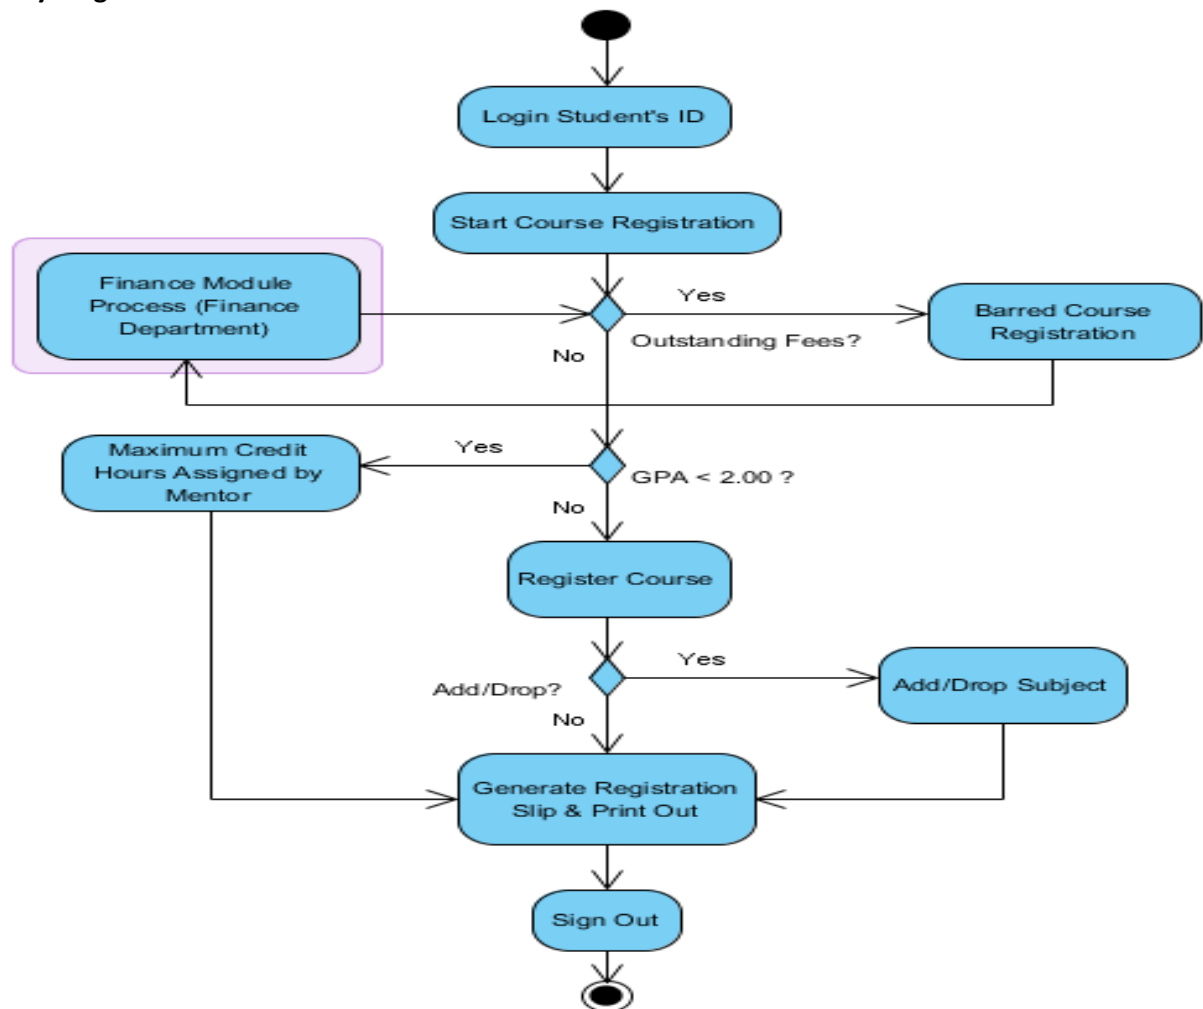 Login Student's ID
Start Course Registration
Finance Module
Process (Finance
Department)
Yes
Outstanding Fees?
No
Barred Course
Registration
Maximum Credit
Hours Assigned by
Mentor
Yes
GPA < 2.00 ?
No
Register Course
Yes
Add/Drop?
No
Add/Drop Subject
Generate Registration
Slip & Print Out
Sign Out